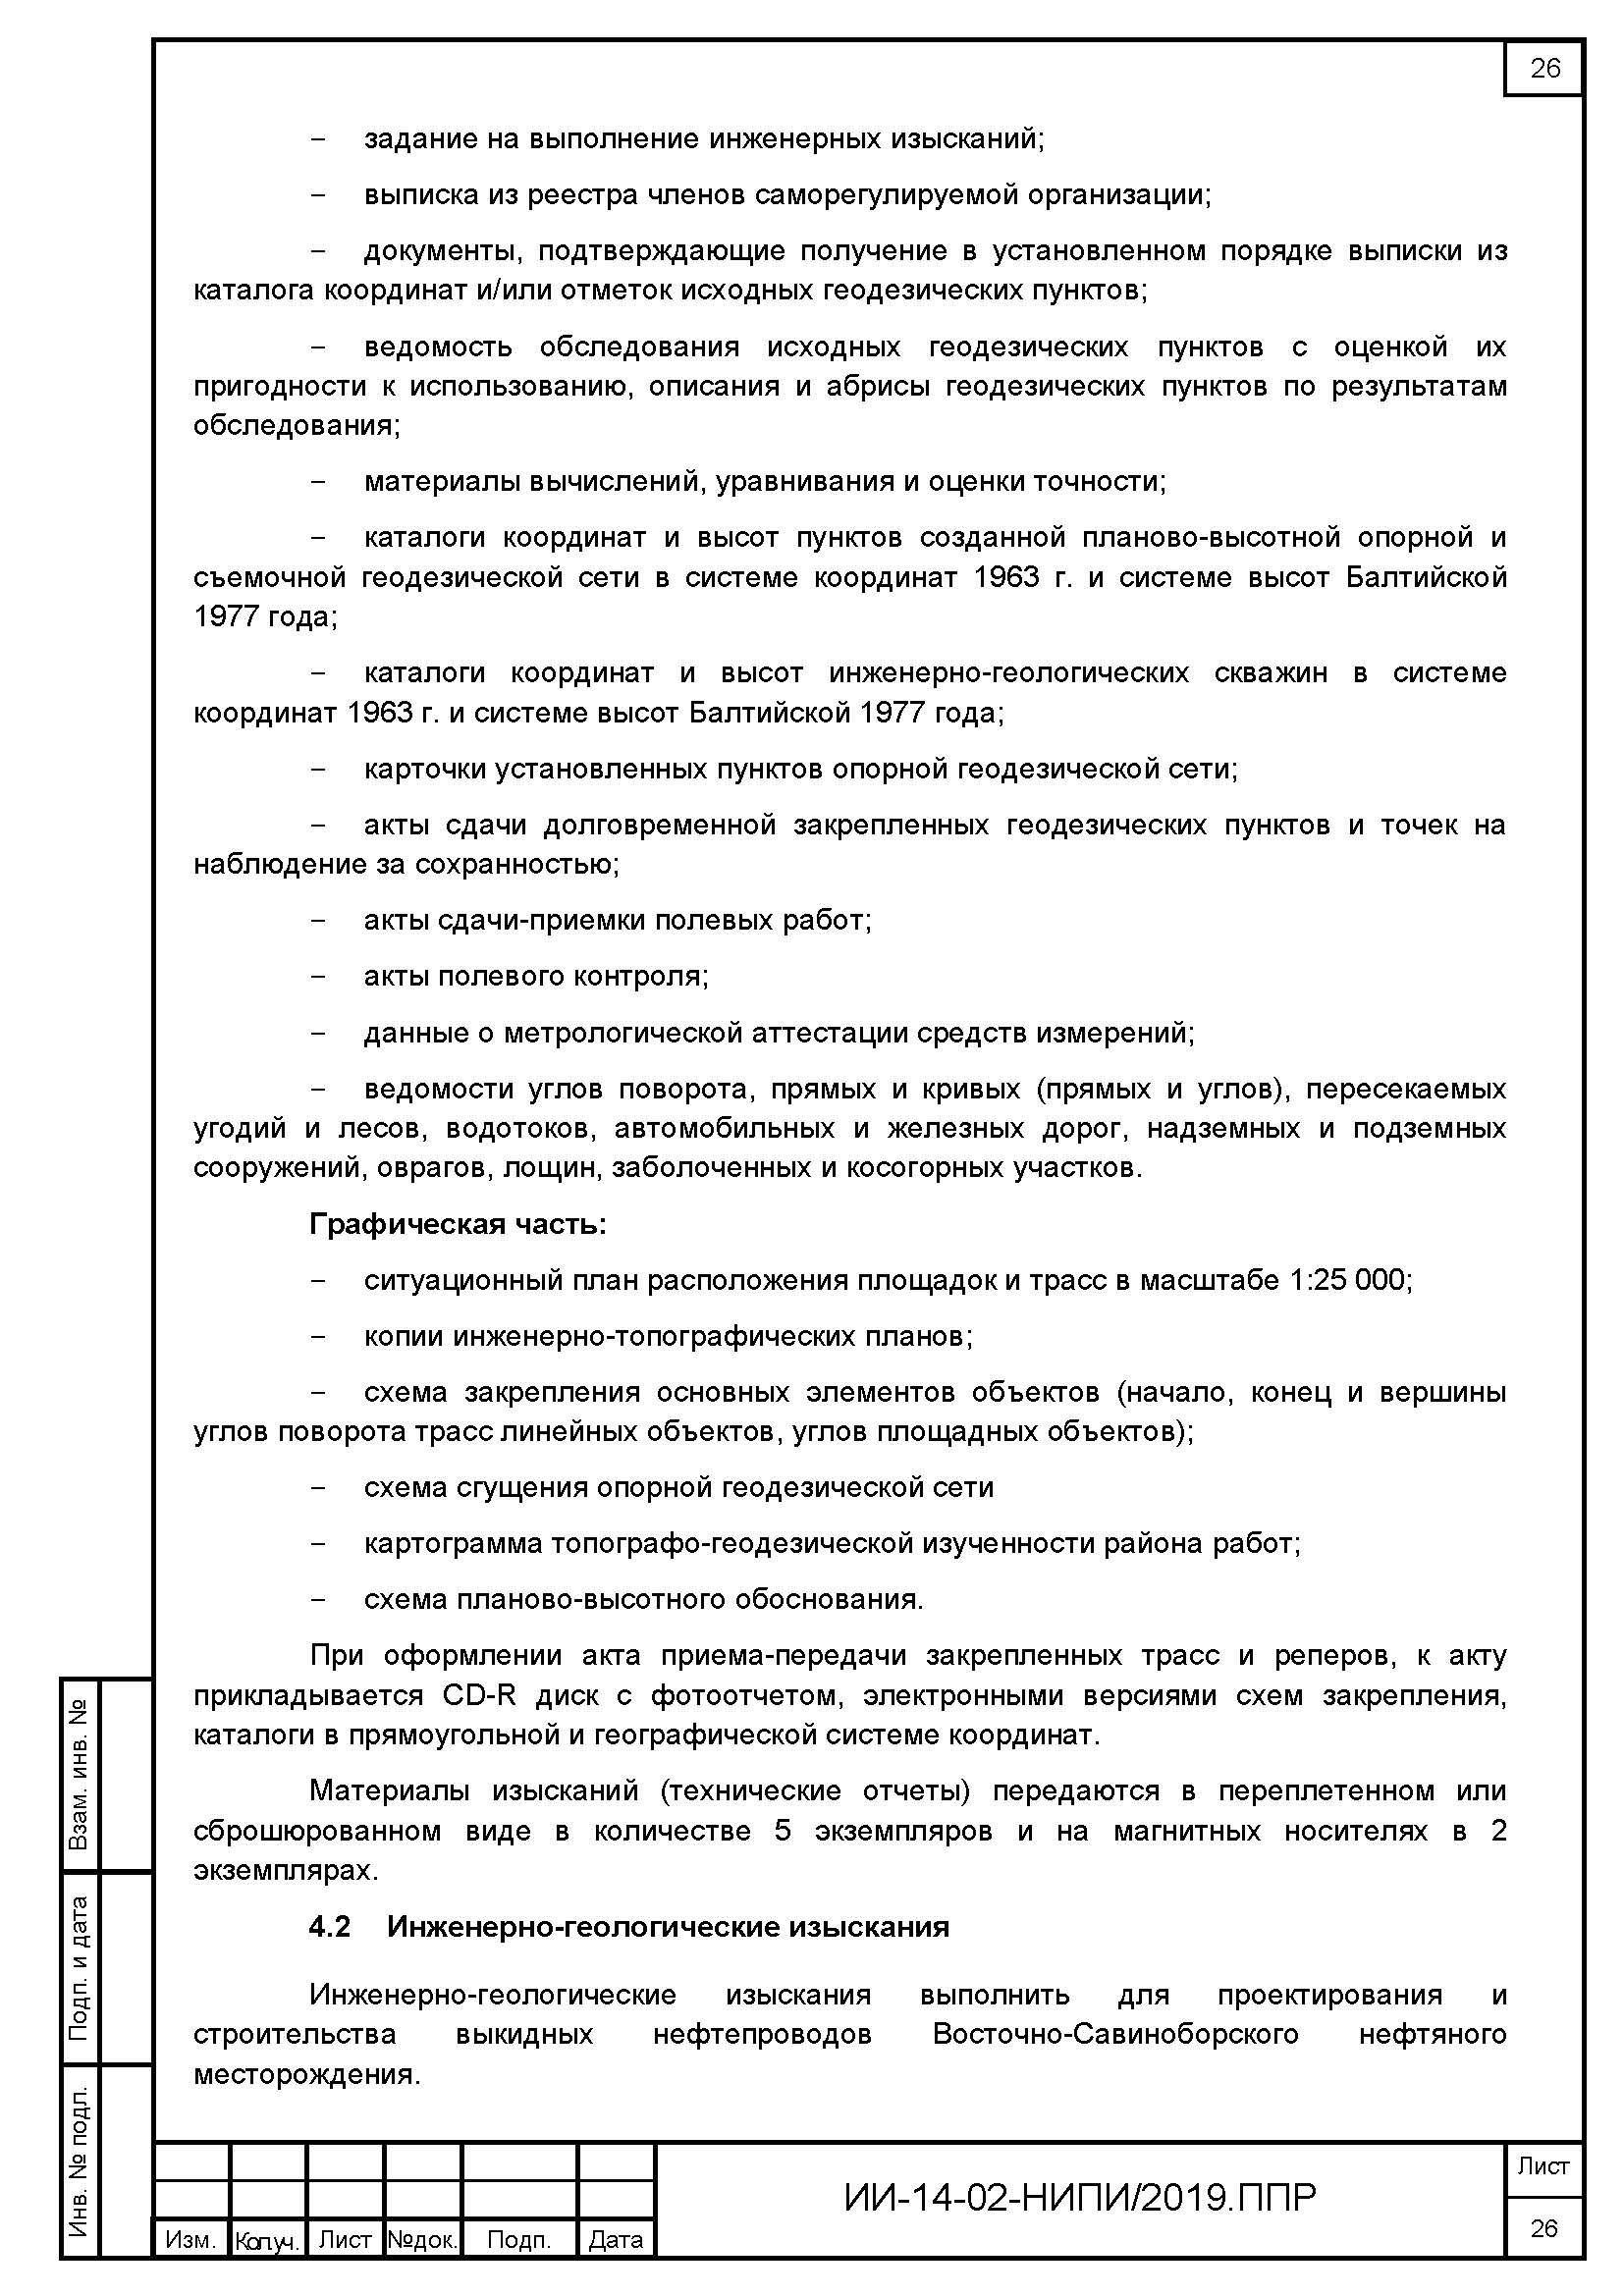 26
– задание на выполнение инженерных изысканий;
– выписка из реестра членов саморегулируемой организации;
– документы, подтверждающие получение в установленном порядке выписки из
каталога координат и/или отметок исходных геодезических пунктов;
– ведомость обследования исходных геодезических пунктов с оценкой их
пригодности к использованию, описания и абрисы геодезических пунктов по результатам
обследования;
– материалы вычислений, уравнивания и оценки точности;
– каталоги координат и высот пунктов созданной планово-высотной опорной и
съемочной геодезической сети в системе координат 1963 г. и системе высот Балтийской
1977 года;
– каталоги координат и высот инженерно-геологических скважин в системе
координат 1963 г. и системе высот Балтийской 1977 года;
– карточки установленных пунктов опорной геодезической сети;
– акты сдачи долговременной закрепленных геодезических пунктов и точек на
наблюдение за сохранностью;
– акты сдачи-приемки полевых работ;
– акты полевого контроля;
– данные о метрологической аттестации средств измерений;
– ведомости углов поворота, прямых и кривых (прямых и углов), пересекаемых
угодий и лесов, водотоков, автомобильных и железных дорог, надземных и подземных
сооружений, оврагов, лощин, заболоченных и косогорных участков.
Графическая часть:
– ситуационный план расположения площадок и трасс в масштабе 1:25 000;
– копии инженерно-топографических планов;
– схема закрепления основных элементов объектов (начало, конец и вершины
углов поворота трасс линейных объектов, углов площадных объектов);
– схема сгущения опорной геодезической сети
– картограмма топографо-геодезической изученности района работ;
– схема планово-высотного обоснования.
При оформлении акта приема-передачи закрепленных трасс и реперов, к акту
прикладывается CD-R диск с фотоотчетом, электронными версиями схем закрепления,
каталоги в прямоугольной и географической системе координат.
Материалы изысканий (технические отчеты) передаются в переплетенном или
сброшюрованном виде в количестве 5 экземпляров и на магнитных носителях в 2
экземплярах.
4.2 Инженерно-геологические изыскания
Инженерно-геологические изыскания выполнить для проектирования и
строительства выкидных нефтепроводов Восточно-Савиноборского нефтяного
месторождения.
Взам. инв. №
Подп. и дата
Инв. № подл.
Изм. Кол.уч. Лист №док. Подп. Дата
ИИ-14-02-НИПИ/2019.ППР
Лист
26